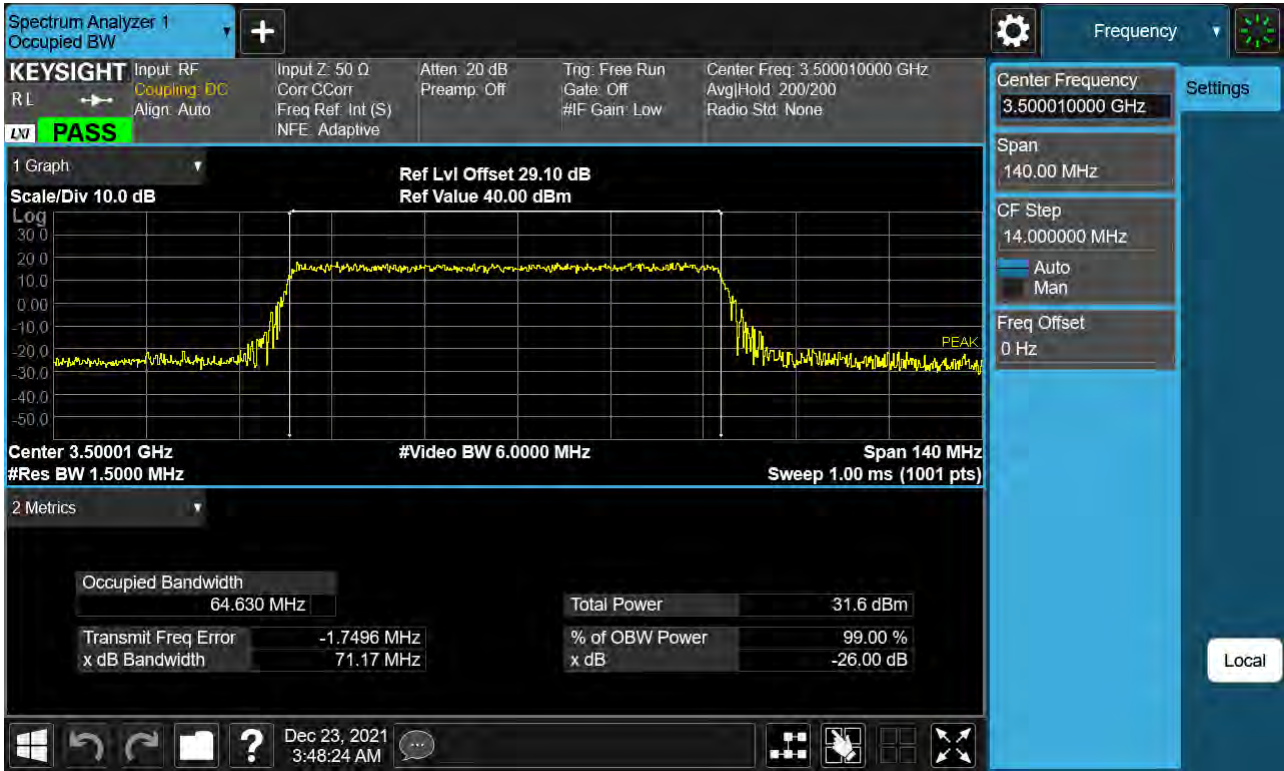 Spectrum Analyzer 1
Occupied BW
+
Frequency
KEYSIGHT
RL
LXI
PASS
Input: RF
Coupling: DC
Align: Auto
Input Z: 50 Ω
Corr CCorr
Freq Ref: Int (S)
NFE: Adaptive
Atten: 20 dB
Preamp: Off
Trig: Free Run
Gate: Off
#IF Gain: Low
Center Freq: 3.500010000 GHz
Avg|Hold: 200/200
Radio Std: None
Center Frequency
3.500010000 GHz
Settings
Span
140.00 MHz
CF Step
14.000000 MHz
Auto
Man
Freq Offset
0 Hz
1 Graph
Scale/Div 10.0 dB
Ref Lvl Offset 29.10 dB
Ref Value 40.00 dBm
Log
30.0
20.0
10.0
0.00
-10.0
-20.0
-30.0
-40.0
-50.0
PEAK
Center 3.50001 GHz
#Video BW 6.0000 MHz
Span 140 MHz
#Res BW 1.5000 MHz
Sweep 1.00 ms (1001 pts)
2 Metrics
Occupied Bandwidth
64.630 MHz
Total Power 31.6 dBm
Transmit Freq Error -1.7496 MHz
% of OBW Power 99.00 %
x dB Bandwidth 71.17 MHz
x dB -26.00 dB
Local
?
Dec 23, 2021
3:48:24 AM